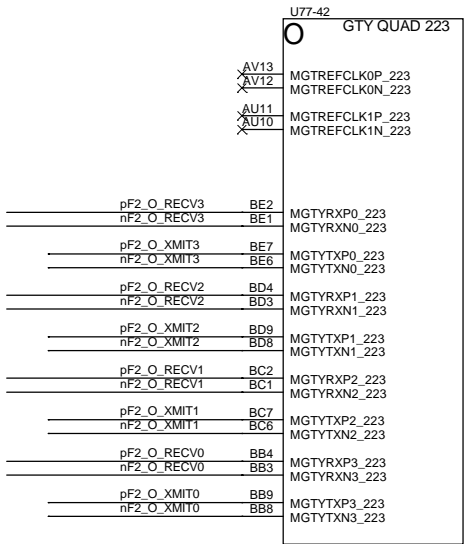 U77-42
O GTY QUAD 223
AV13 MGTREFCLK0P_223
AV12 MGTREFCLK0N_223
AU11 MGTREFCLK1P_223
AU10 MGTREFCLK1N_223
pF2_O_RECV3 BE2 MGTYRXP0_223
nF2_O_RECV3 BE1 MGTYRXN0_223
pF2_O_XMIT3 BE7 MGTYTXP0_223
nF2_O_XMIT3 BE6 MGTYTXN0_223
pF2_O_RECV2 BD4 MGTYRXP1_223
nF2_O_RECV2 BD3 MGTYRXN1_223
pF2_O_XMIT2 BD9 MGTYTXP1_223
nF2_O_XMIT2 BD8 MGTYTXN1_223
pF2_O_RECV1 BC2 MGTYRXP2_223
nF2_O_RECV1 BC1 MGTYRXN2_223
pF2_O_XMIT1 BC7 MGTYTXP2_223
nF2_O_XMIT1 BC6 MGTYTXN2_223
pF2_O_RECV0 BB4 MGTYRXP3_223
nF2_O_RECV0 BB3 MGTYRXN3_223
pF2_O_XMIT0 BB9 MGTYTXP3_223
nF2_O_XMIT0 BB8 MGTYTXN3_223